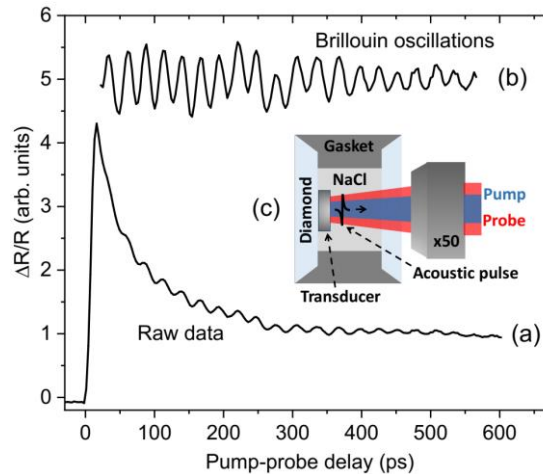 6
Brillouin oscillations
5
(b)
4
Gasket
NaCl
(c)
Diamond
Pump
Probe
x50
3
Acoustic pulse
Transducer
2
Raw data
(a)
1
0
ΔR/R (arb. units)
0 100 200 300 400 500 600
Pump-probe delay (ps)